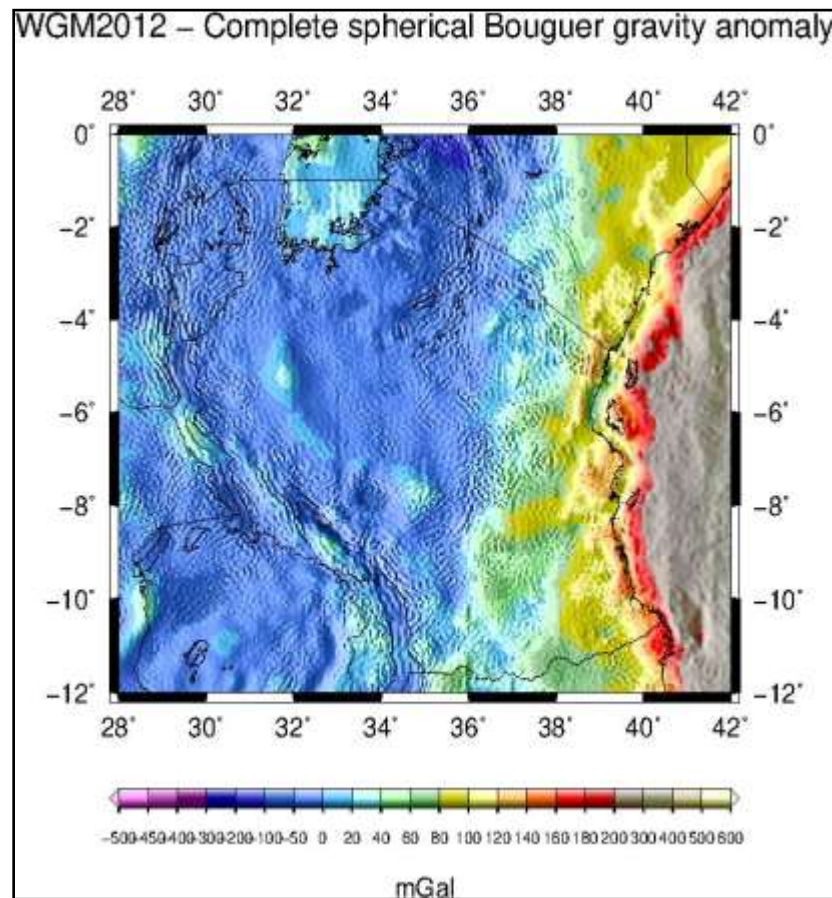 WGM2012 – Complete spherical Bouguer gravity anomaly
28° 30° 32° 34° 36° 38° 40° 42°
0° 0°
−2° −2°
−4° −4°
−6° −6°
−8° −8°
−10° −10°
−12° −12°
28° 30° 32° 34° 36° 38° 40° 42°
−500−450−400−300−200−100−50 0 20 40 60 80 100 120 140 160 180 200 300 400 500 600
mGal